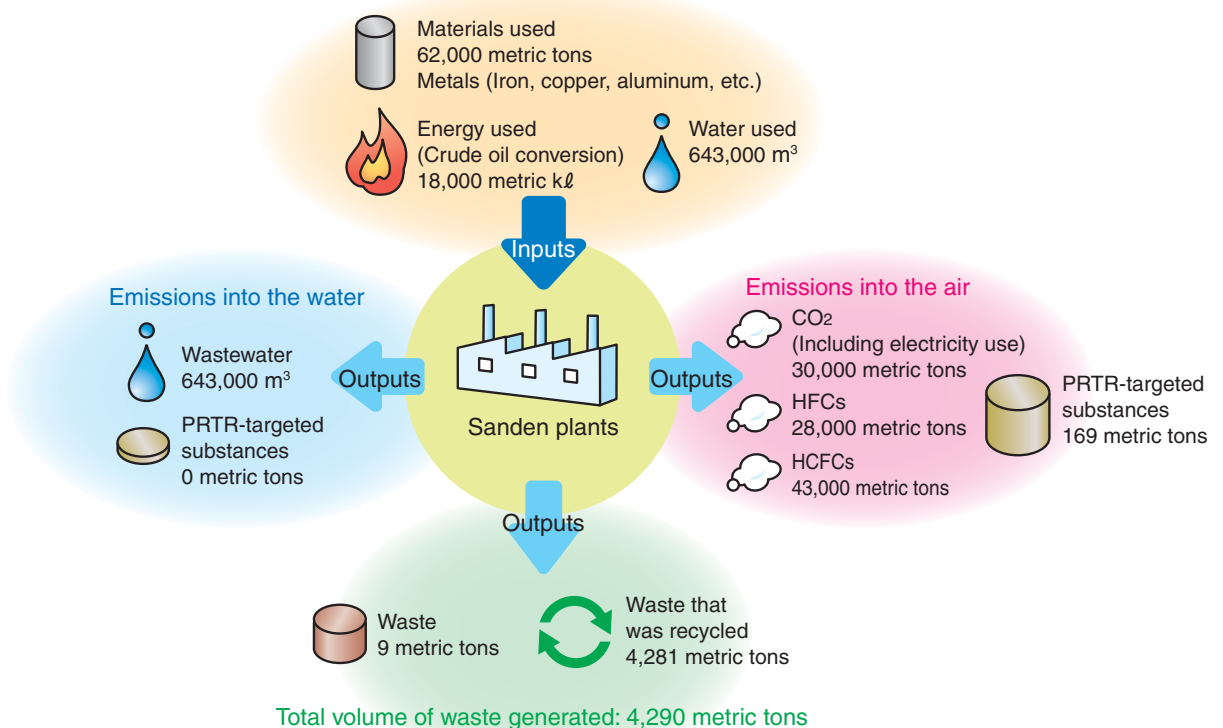 Materials used
62,000 metric tons
Metals (Iron, copper, aluminum, etc.)
Energy used
(Crude oil conversion)
18,000 metric kℓ
Water used
643,000 m³
Inputs
Emissions into the water
Wastewater
643,000 m³
PRTR-targeted
substances
0 metric tons
Outputs
Sanden plants
Outputs
Emissions into the air
CO₂
(Including electricity use)
30,000 metric tons
HFCs
28,000 metric tons
HCFCs
43,000 metric tons
PRTR-targeted
substances
169 metric tons
Outputs
Waste
9 metric tons
Waste that
was recycled
4,281 metric tons
Total volume of waste generated: 4,290 metric tons